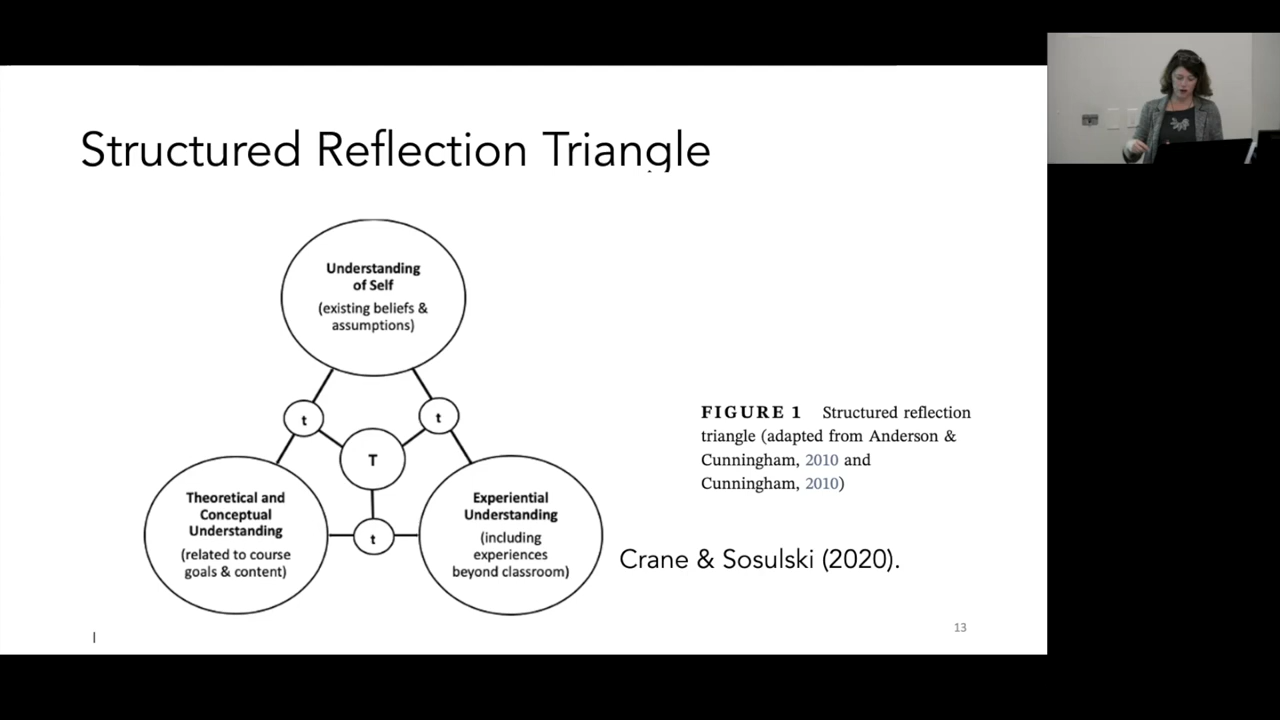 Structured Reflection Triangle
Understanding
of Self
(existing beliefs &
assumptions)
t
t
T
Theoretical and
Conceptual
Understanding
(related to course
goals & content)
t
Experiential
Understanding
(including
experiences
beyond classroom)
FIGURE 1 Structured reflection
triangle (adapted from Anderson &
Cunningham, 2010 and
Cunningham, 2010)
Crane & Sosulski (2020).
13